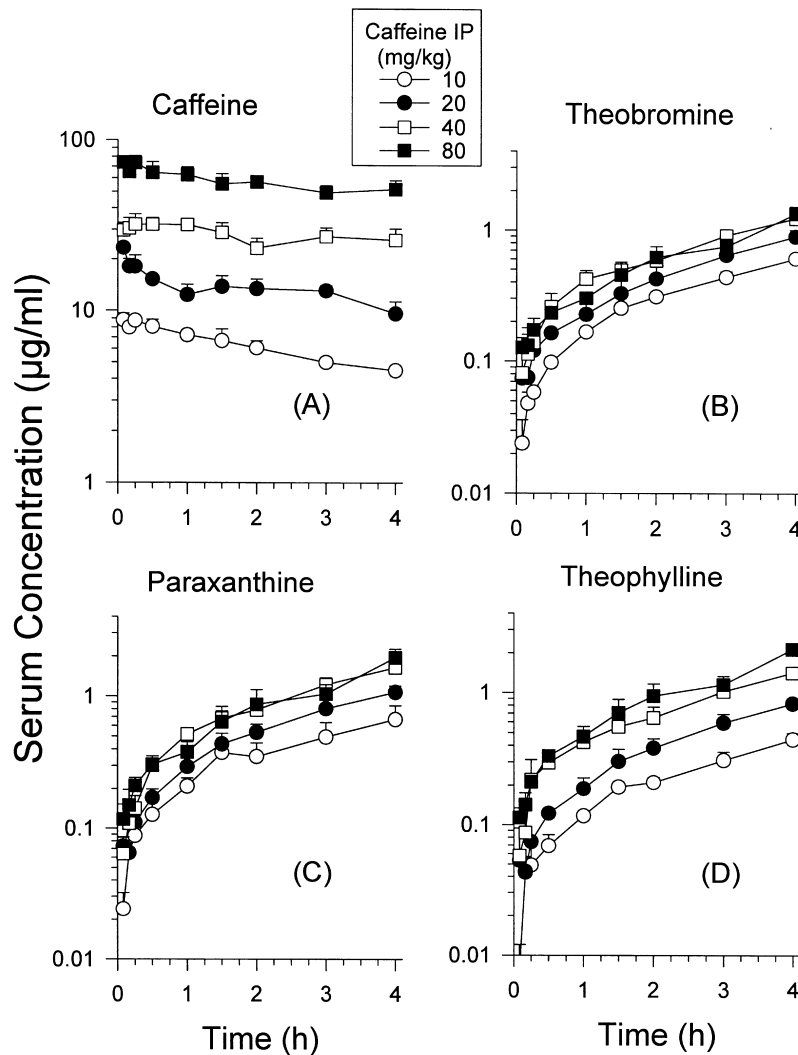 Caffeine IP
(mg/kg)
10
20
40
80
Caffeine
Theobromine
100
10
1
(A)
0 1 2 3 4
1
0.1
0.01
(B)
0 1 2 3 4
Serum Concentration (µg/ml)
Paraxanthine
Theophylline
1
0.1
0.01
(C)
0 1 2 3 4
Time (h)
1
0.1
0.01
(D)
0 1 2 3 4
Time (h)